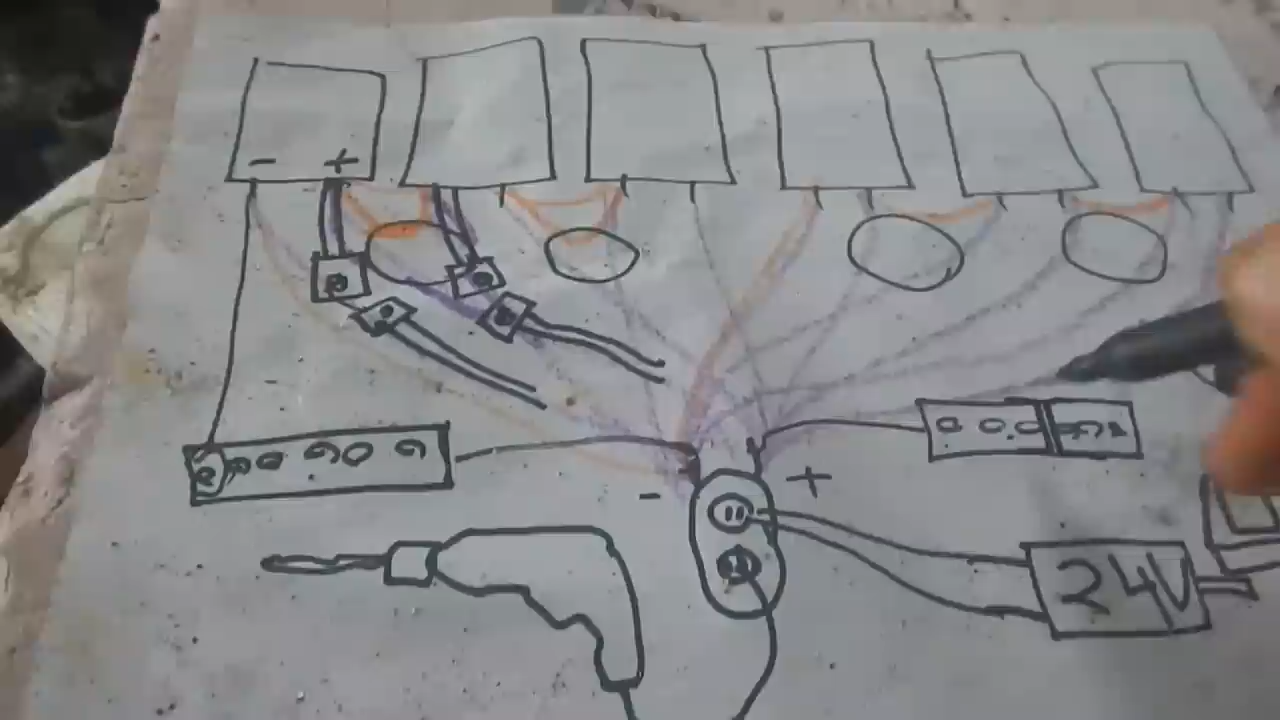 - +
- +
24V